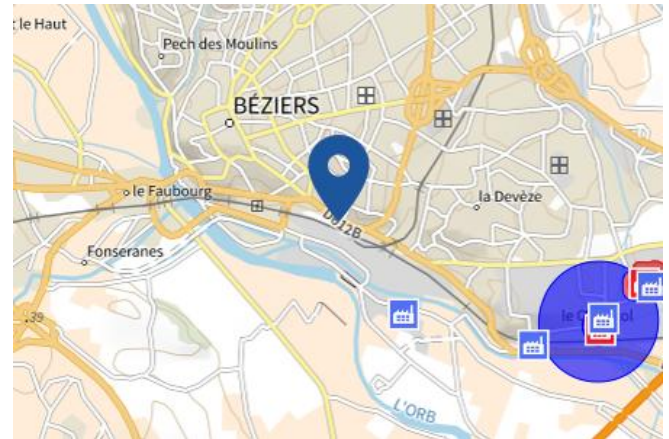 le Haut
Pech des Moulins
BÉZIERS
le Faubourg
la Devèze
D612B
Fonseranes
L'ORB